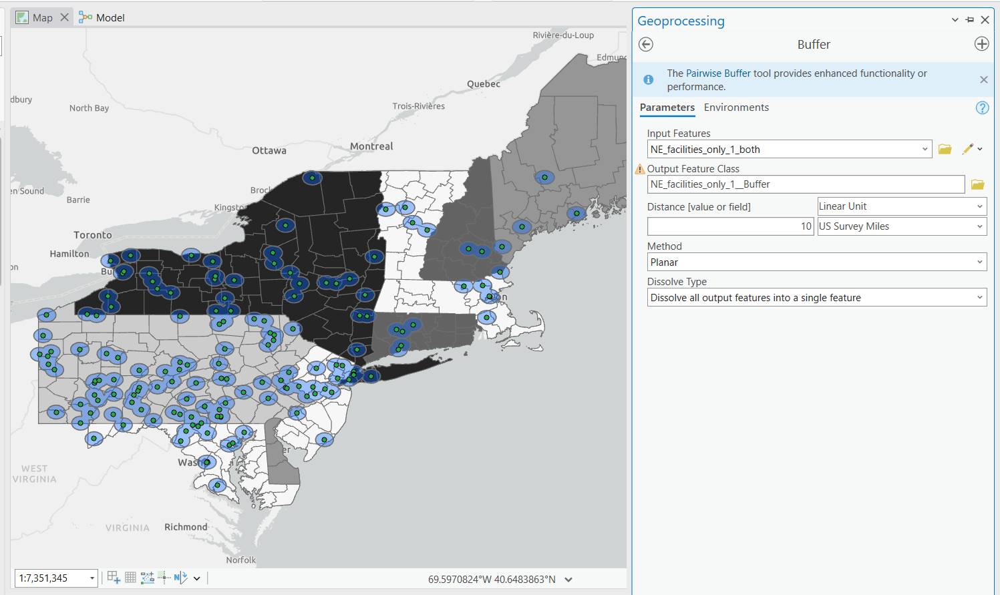 Map
Model
Rivière-du-Loup
Edmun
Quebec
dbury
North Bay
Trois-Rivières
Ottawa
Montreal
en Sound
Barrie
Brock
Kingsto
Toronto
Hamilton
on
Bu
on
er
Was
WEST
VIRGINIA
VIRGINIA
Richmond
Norfolk
1:7,351,345
N
69.5970824°W 40.6483863°N
Geoprocessing
Buffer
The Pairwise Buffer tool provides enhanced functionality or
performance.
Parameters
Environments
Input Features
NE_facilities_only_1_both
Output Feature Class
NE_facilities_only_1__Buffer
Distance [value or field]
Linear Unit
10
US Survey Miles
Method
Planar
Dissolve Type
Dissolve all output features into a single feature